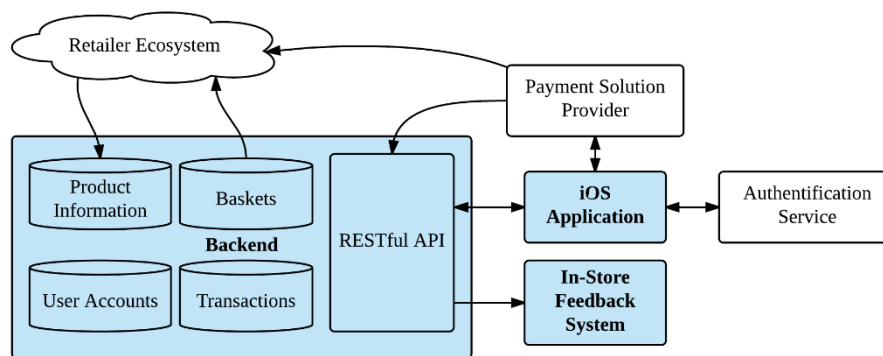 Retailer Ecosystem
Payment Solution
Provider
Product
Information
Baskets
Backend
RESTful API
iOS
Application
Authentification
Service
User Accounts
Transactions
In-Store
Feedback
System